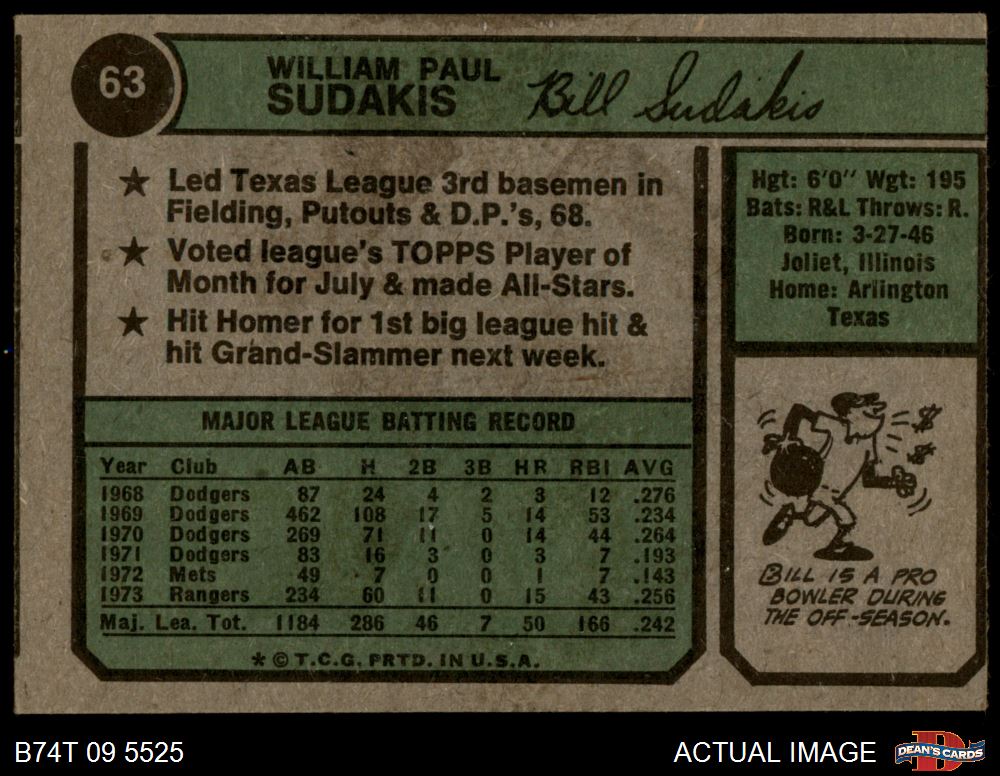 63
WILLIAM PAUL
SUDAKIS
Bill Sudakis
★ Led Texas League 3rd basemen in
Fielding, Putouts & D.P.'s, 68.
★ Voted league's TOPPS Player of
Month for July & made All-Stars.
★ Hit Homer for 1st big league hit &
hit Grand-Slammer next week.
Hgt: 6'0" Wgt: 195
Bats: R&L Throws: R.
Born: 3-27-46
Joliet, Illinois
Home: Arlington
Texas
MAJOR LEAGUE BATTING RECORD
Year Club AB H 2B 3B HR RBI AVG
1968 Dodgers 87 24 4 2 3 12 .276
1969 Dodgers 462 108 17 5 14 53 .234
1970 Dodgers 269 71 11 0 14 44 .264
1971 Dodgers 83 16 3 0 3 7 .193
1972 Mets 49 7 0 0 1 7 .143
1973 Rangers 234 60 11 0 15 43 .256
Maj. Lea. Tot. 1184 286 46 7 50 166 .242
* © T.C.G. PRTD. IN U.S.A.
$
$
$
BILL IS A PRO
BOWLER DURING
THE OFF-SEASON.
B74T 09 5525
ACTUAL IMAGE
D
DEAN'S CARDS